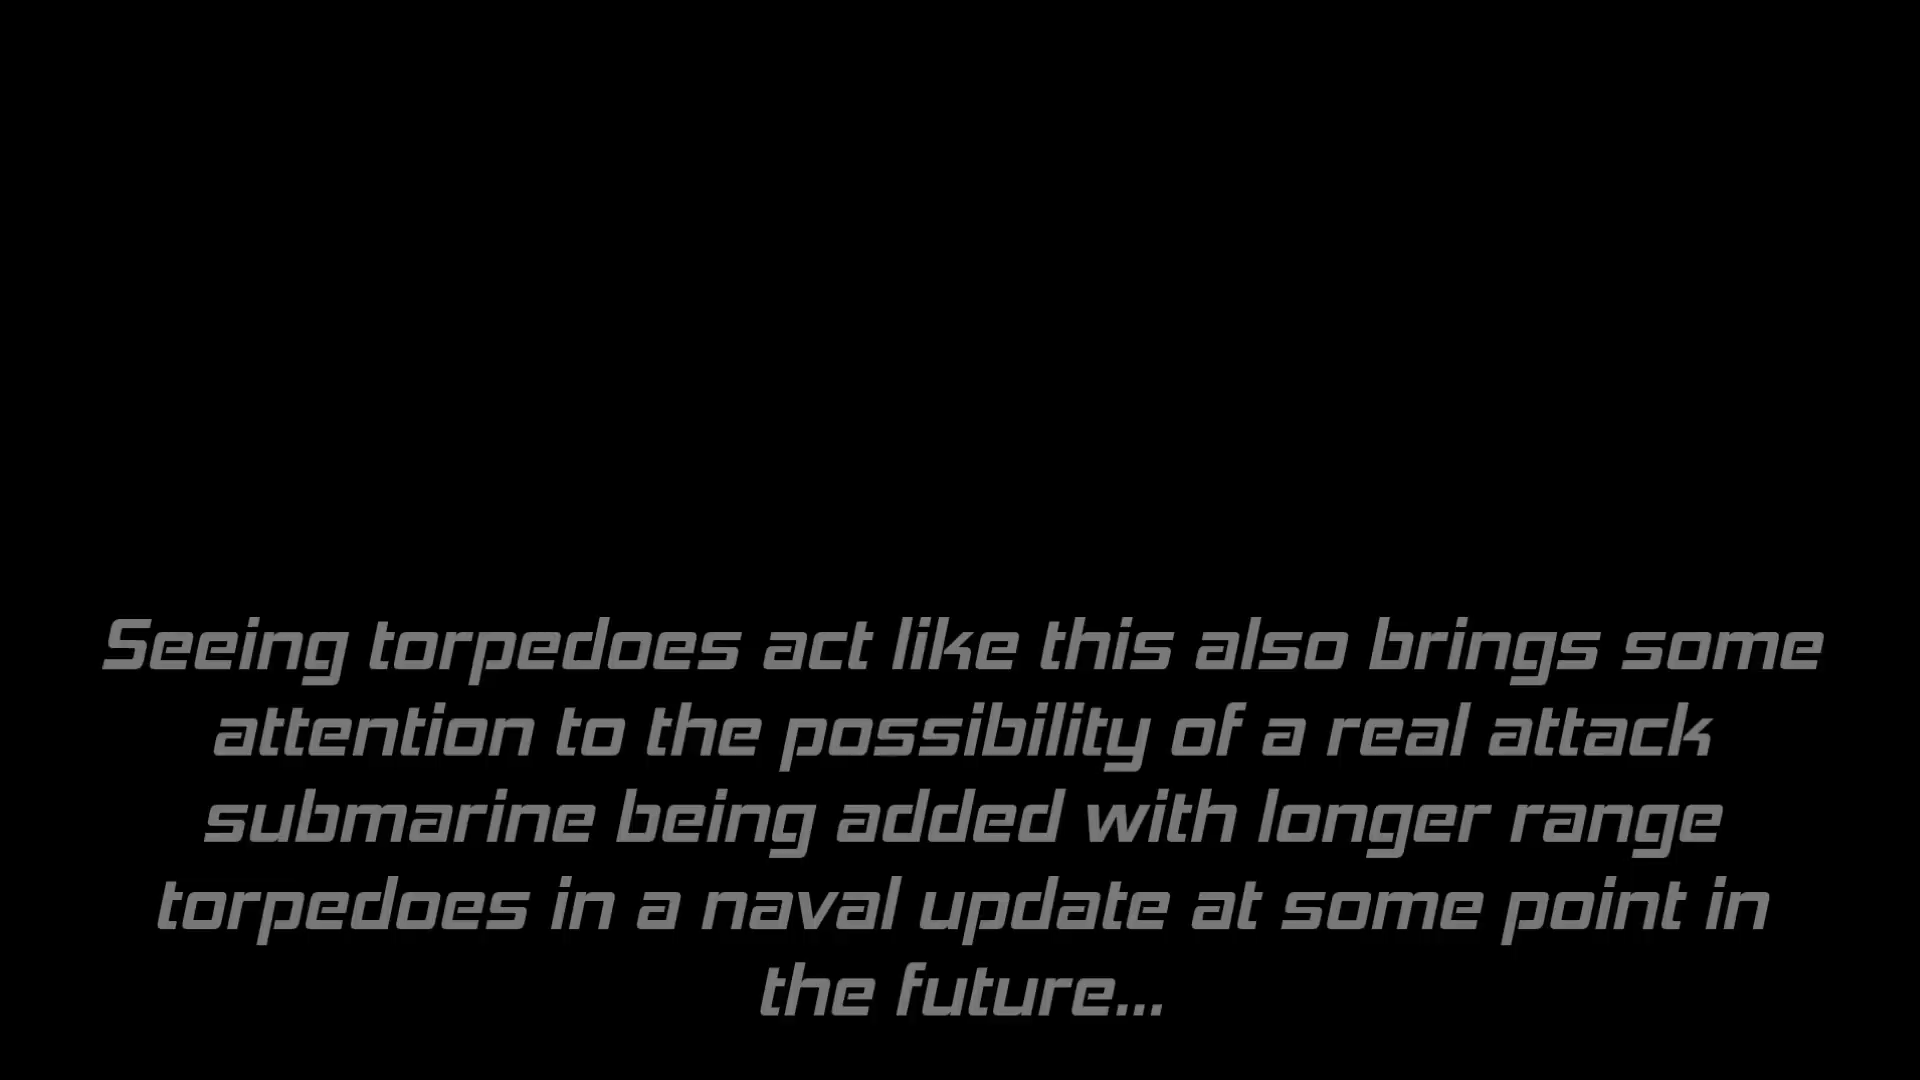 Seeing torpedoes act like this also brings some
attention to the possibility of a real attack
submarine being added with longer range
torpedoes in a naval update at some point in
the future...